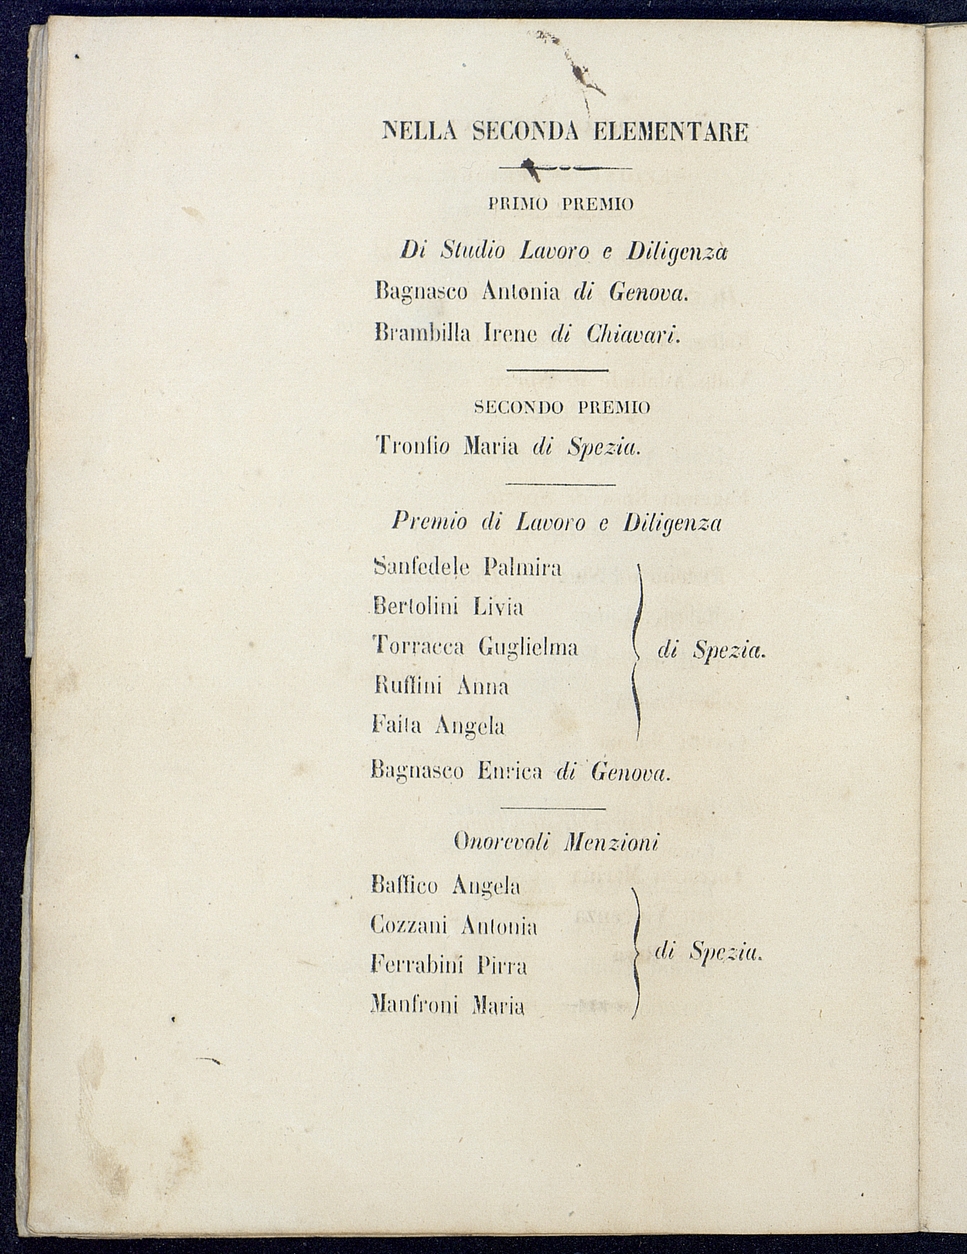 NELLA SECONDA ELEMENTARE
PRIMO PREMIO
Di Studio Lavoro e Diligenza
Bagnasco Antonia di Genova.
Brambilla Irene di Chiavari.
SECONDO PREMIO
Tronfio Maria di Spezia.
Premio di Lavoro e Diligenza
Sanfedele Palmira
Bertolini Livia
Torracca Guglielma
di Spezia.
Ruffini Anna
Faita Angela
Bagnasco Enrica di Genova.
Onorevoli Menzioni
Baffico Angela
Cozzani Antonia
di Spezia.
Ferrabini Pirra
Manfroni Maria